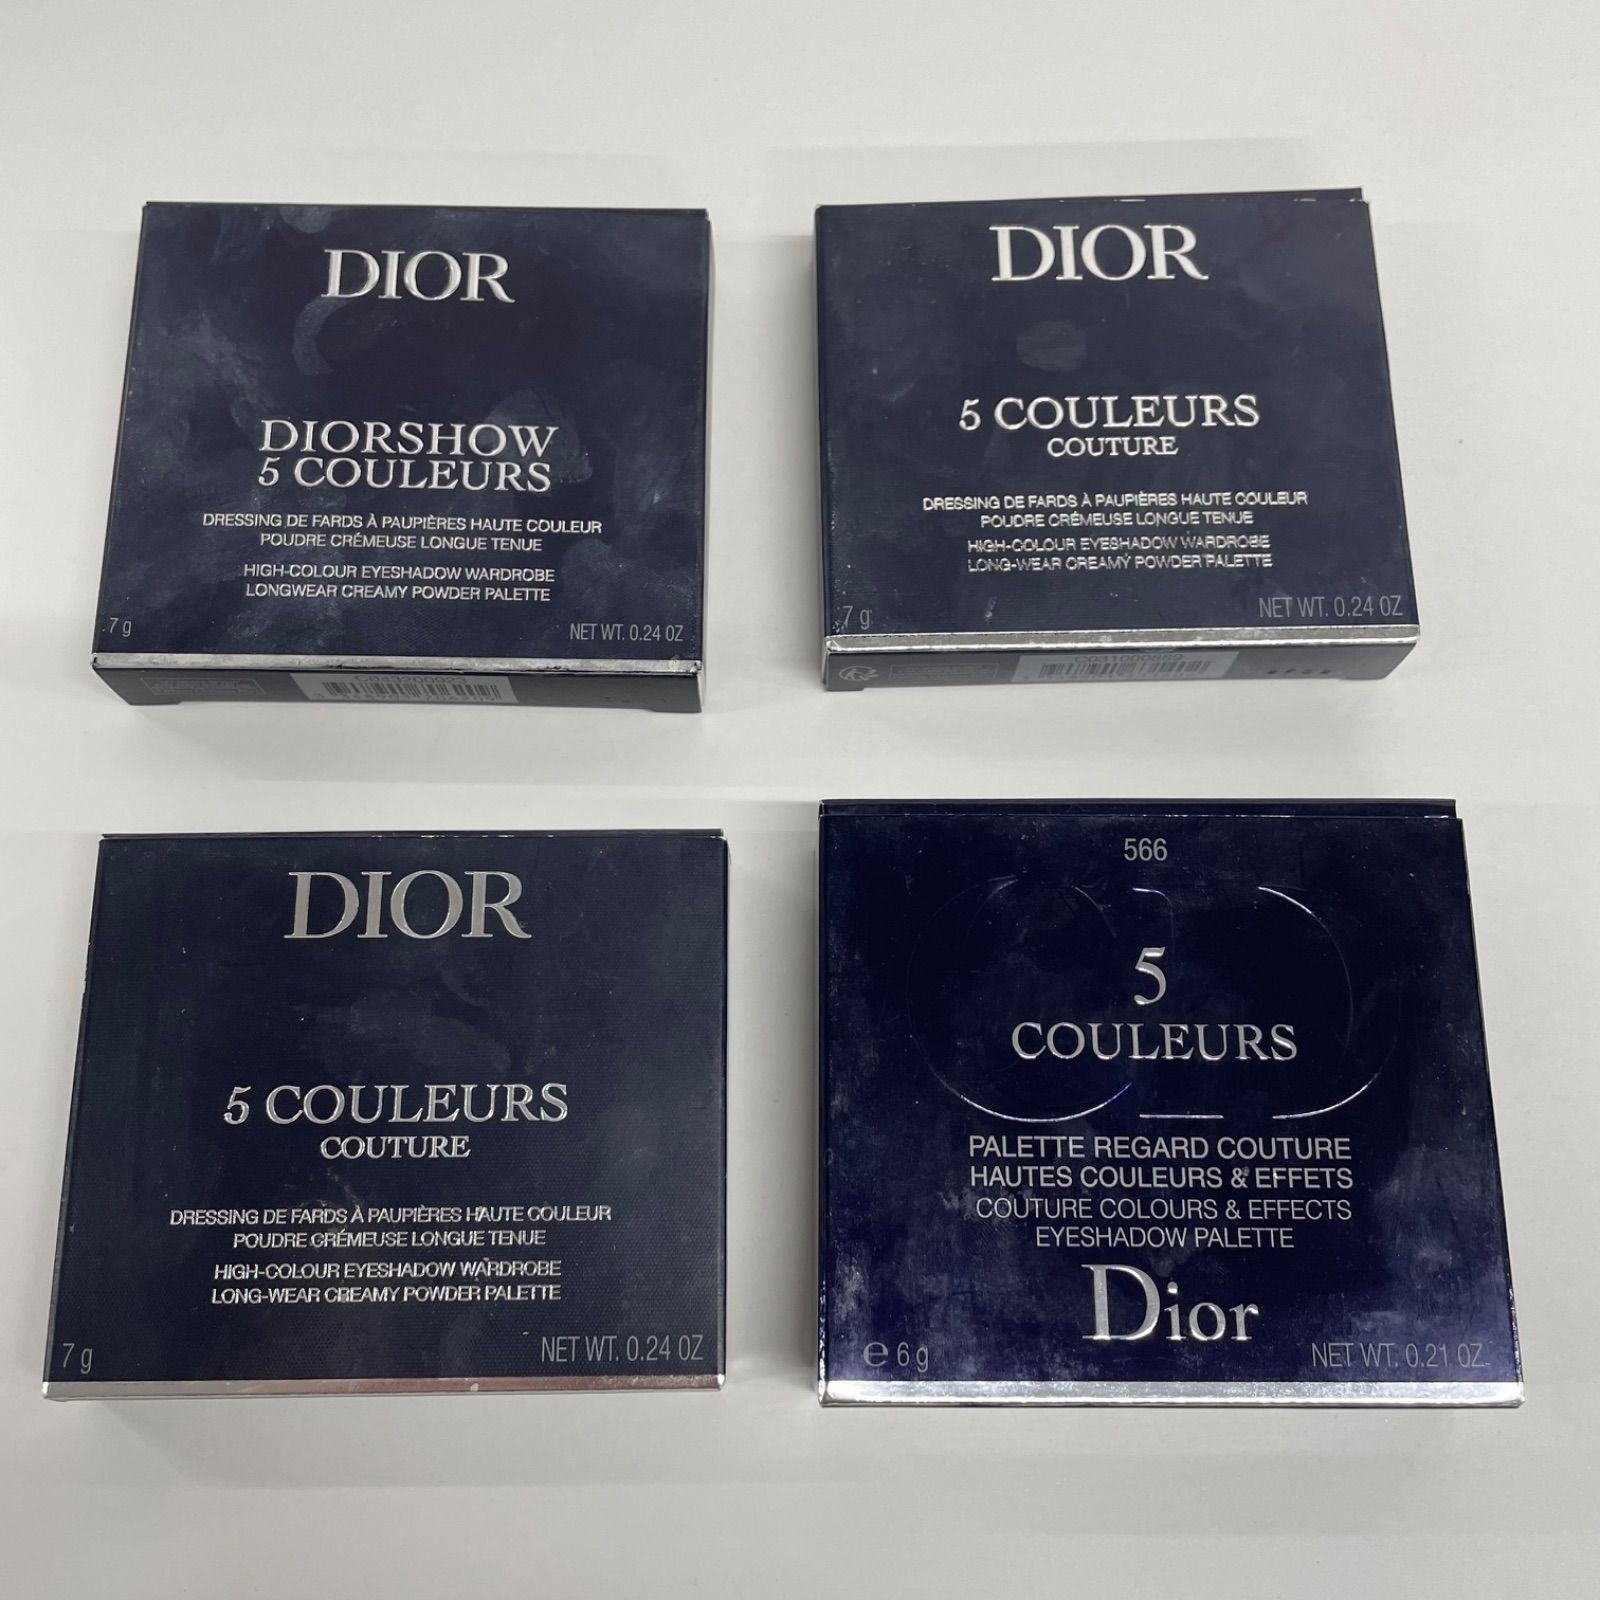 DIOR
DIORSHOW
5 COULEURS
DRESSING DE FARDS À PAUPIÈRES HAUTE COULEUR
POUDRE CRÉMEUSE LONGUE TENUE
HIGH-COLOUR EYESHADOW WARDROBE
LONGWEAR CREAMY POWDER PALETTE
7 g
NET WT. 0.24 OZ
DIOR
5 COULEURS
COUTURE
DRESSING DE FARDS À PAUPIÈRES HAUTE COULEUR
POUDRE CRÉMEUSE LONGUE TENUE
HIGH-COLOUR EYESHADOW WARDROBE
LONG-WEAR CREAMY POWDER PALETTE
7 g
NET WT. 0.24 OZ
C031000889
DIOR
5 COULEURS
COUTURE
DRESSING DE FARDS À PAUPIÈRES HAUTE COULEUR
POUDRE CRÉMEUSE LONGUE TENUE
HIGH-COLOUR EYESHADOW WARDROBE
LONG-WEAR CREAMY POWDER PALETTE
7 g
NET WT. 0.24 OZ
566
5
COULEURS
PALETTE REGARD COUTURE
HAUTES COULEURS & EFFETS
COUTURE COLOURS & EFFECTS
EYESHADOW PALETTE
Dior
e 6 g
NET WT. 0.21 OZ